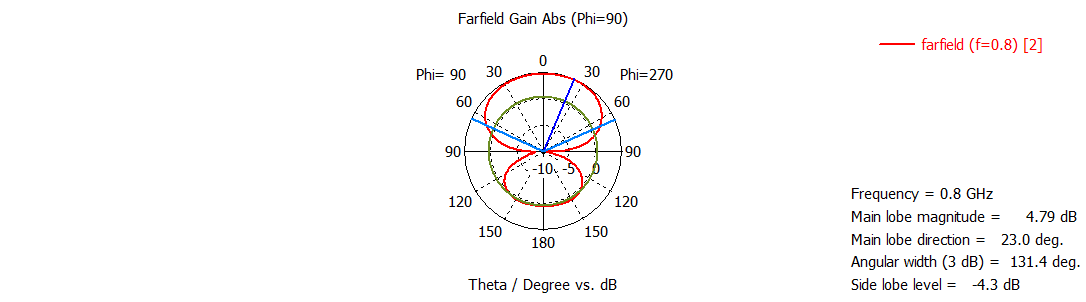 Farfield Gain Abs (Phi=90)
farfield (f=0.8) [2]
0
Phi= 90 30 30 Phi=270
60 60
90 90
-10 -5 0
120 120
150 150
180
Frequency = 0.8 GHz
Main lobe magnitude = 4.79 dB
Main lobe direction = 23.0 deg.
Angular width (3 dB) = 131.4 deg.
Side lobe level = -4.3 dB
Theta / Degree vs. dB